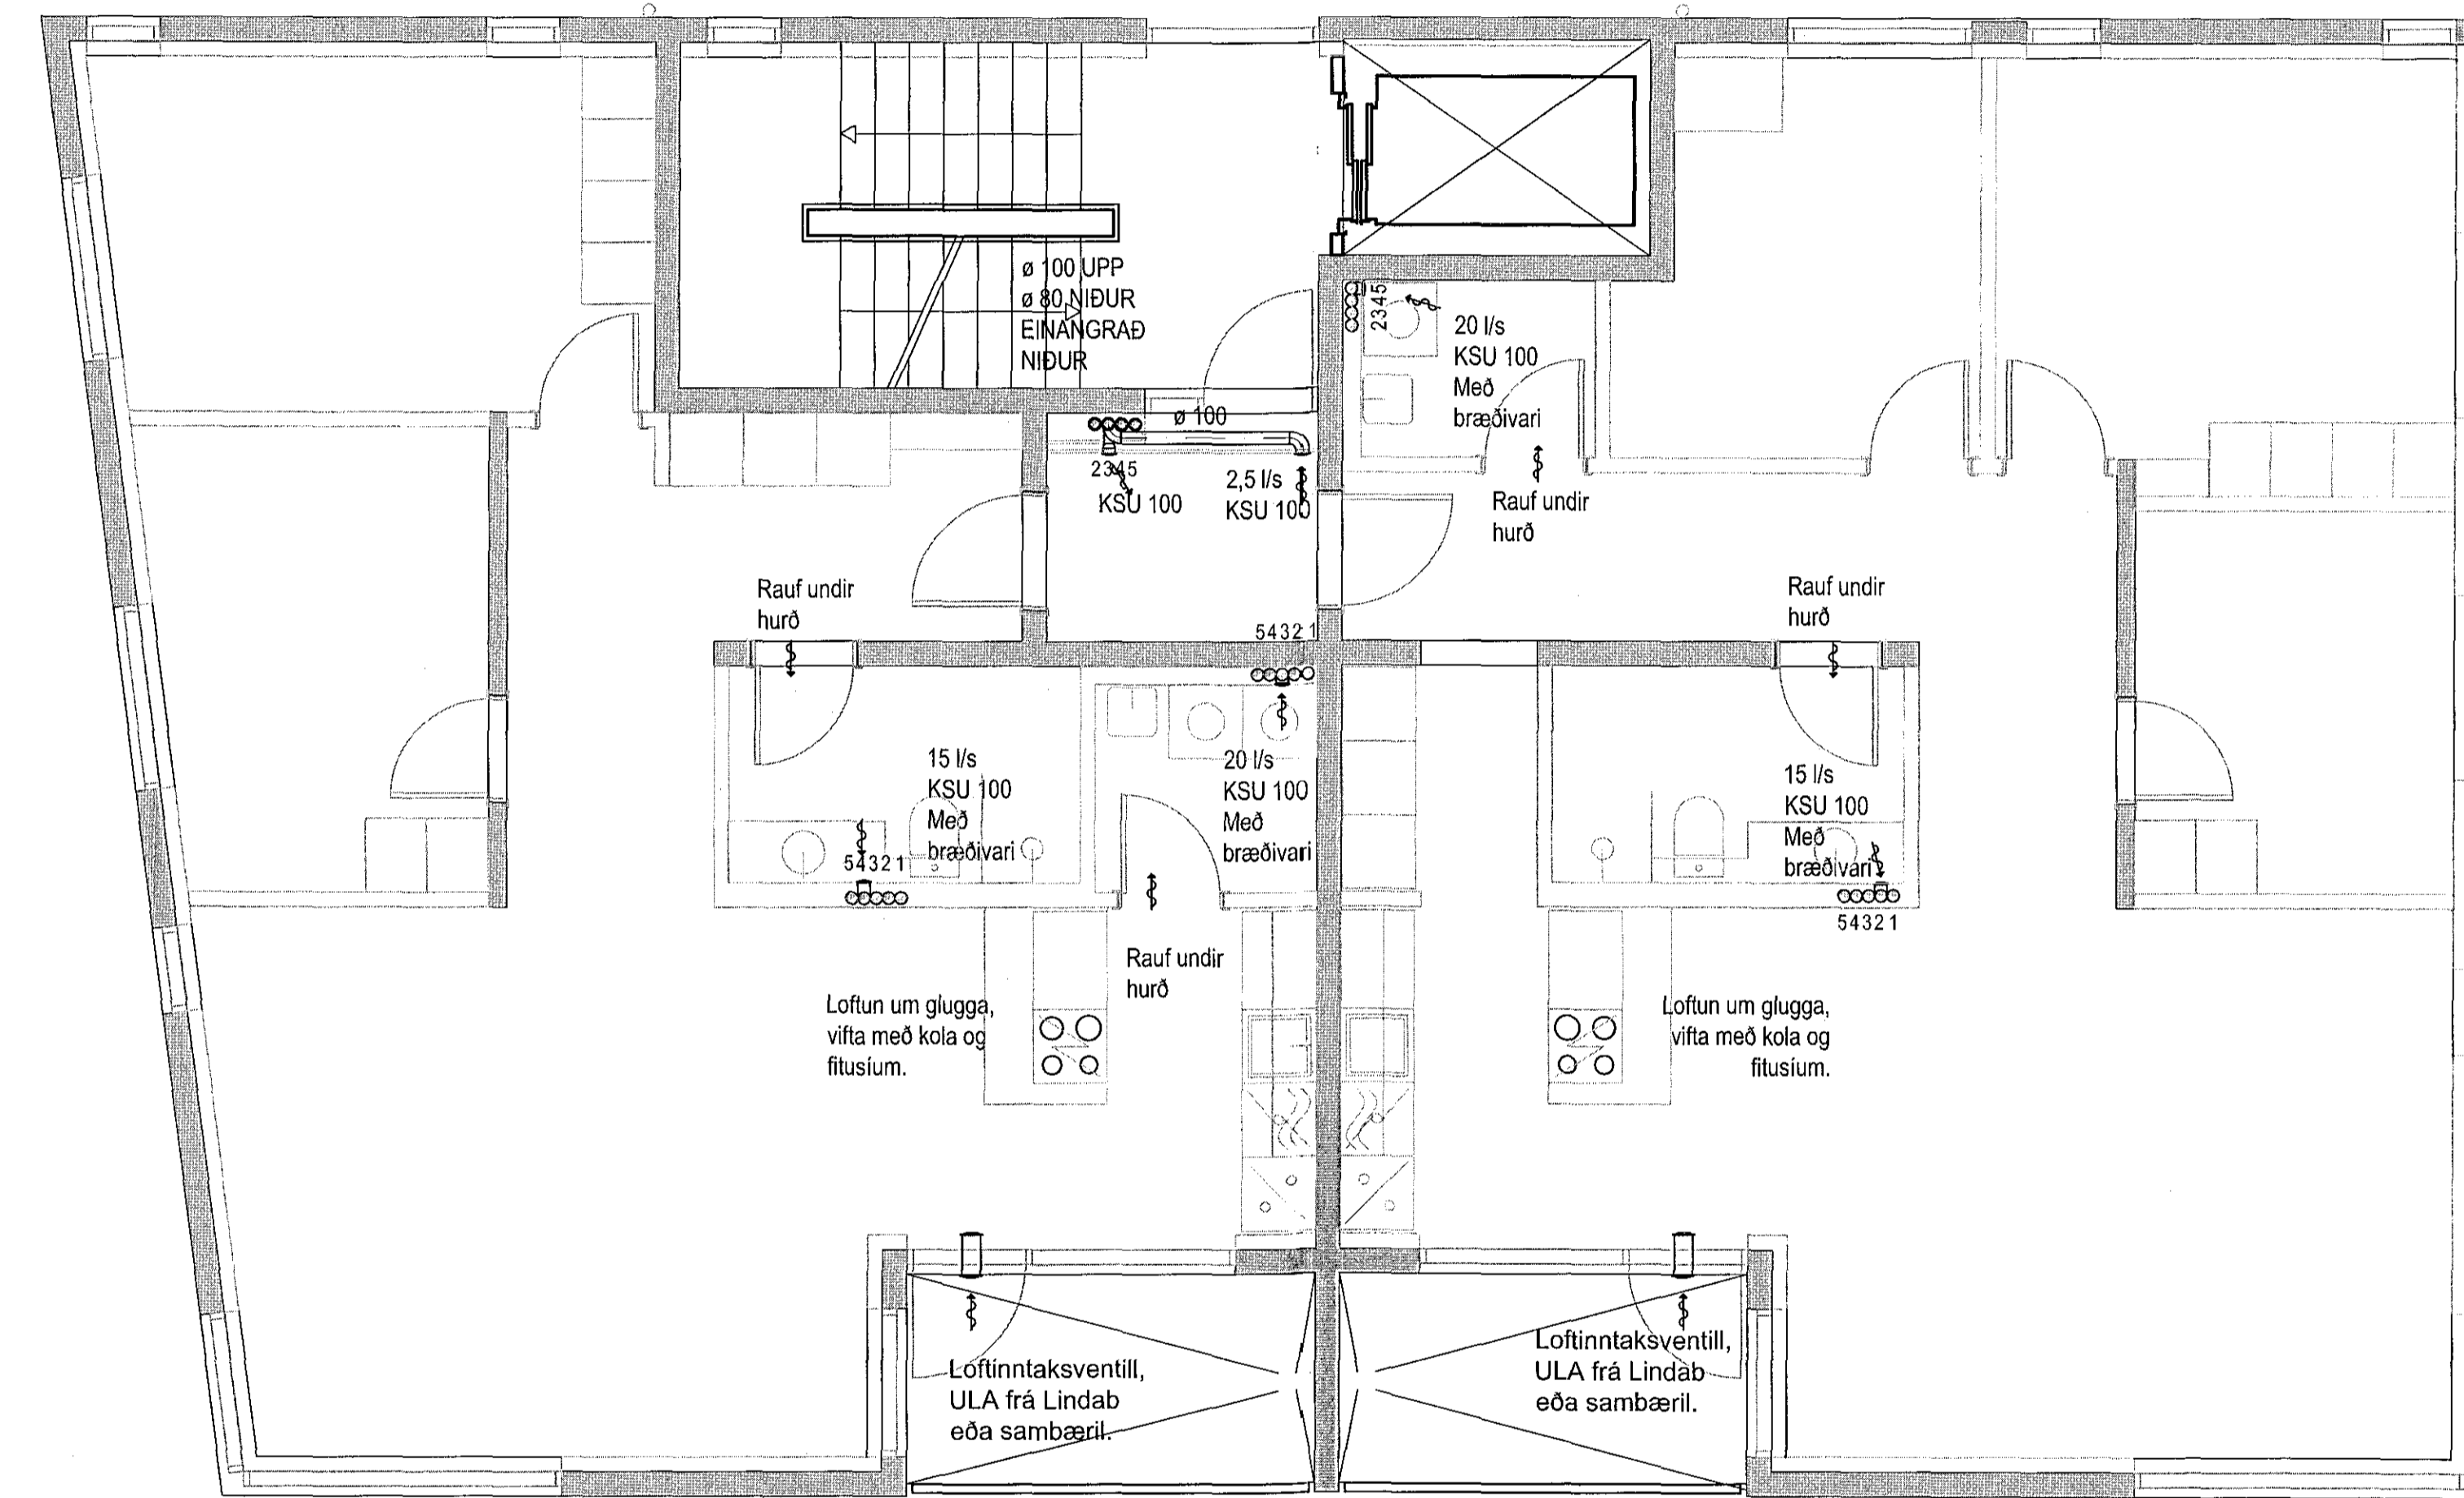 ø 100 UPP
ø 80 NIÐUR
EINANGRAÐ
NIÐUR
2345
20 l/s
KSU 100
Með
bræðivari
ø 100
2345
KSU 100
2,5 l/s
KSU 100
Rauf undir
hurð
Rauf undir
hurð
Rauf undir
hurð
54321
15 l/s
KSU 100
Með
bræðivari
54321
20 l/s
KSU 100
Með
bræðivari
15 l/s
KSU 100
Með
bræðivari
54321
Rauf undir
hurð
Loftun um glugga,
vifta með kola og
fitusíum.
Loftun um glugga,
vifta með kola og
fitusíum.
Loftinntaksventill,
ULA frá Lindab
eða sambæril.
Loftinntaksventill,
ULA frá Lindab
eða sambæril.